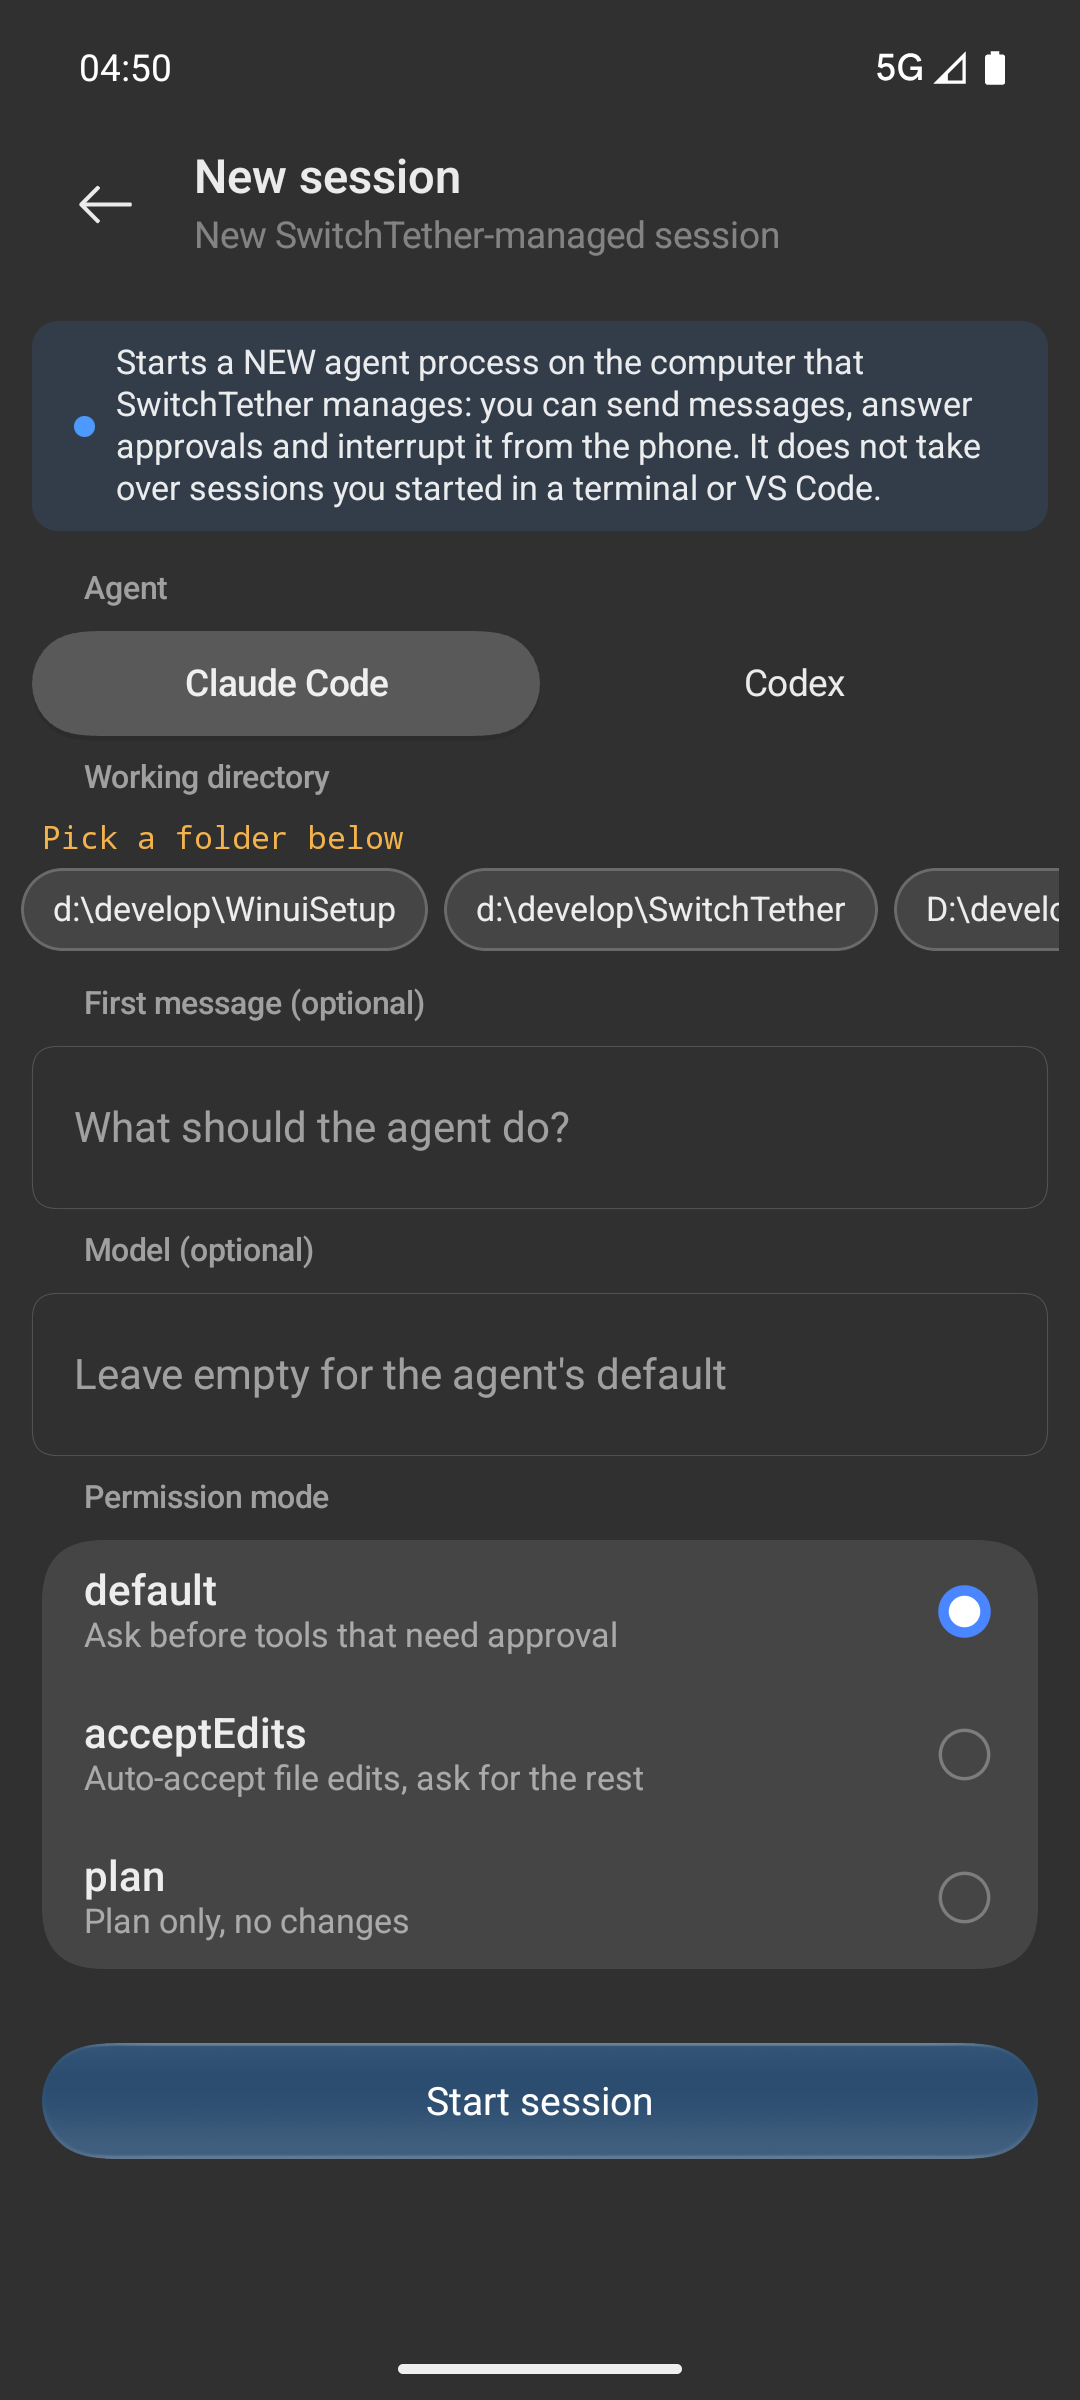 04:50
5G
New session
New SwitchTether-managed session
Starts a NEW agent process on the computer that
SwitchTether manages: you can send messages, answer
approvals and interrupt it from the phone. It does not take
over sessions you started in a terminal or VS Code.
Agent
Claude Code
Codex
Working directory
Pick a folder below
d:\develop\WinuiSetup
d:\develop\SwitchTether
First message (optional)
What should the agent do?
Model (optional)
Leave empty for the agent's default
Permission mode
default
Ask before tools that need approval
acceptEdits
Auto-accept file edits, ask for the rest
plan
Plan only, no changes
Start session